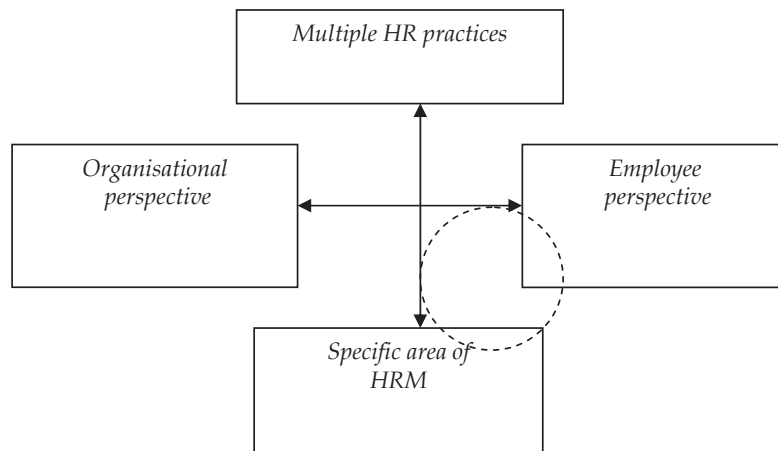 Multiple HR practices
Organisational
perspective
Employee
perspective
Specific area of
HRM